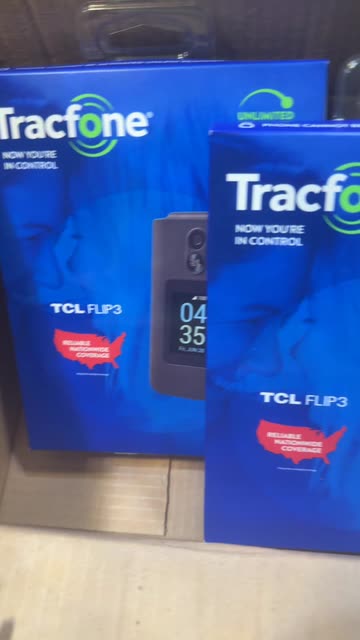 Tracfone®
NOW YOU'RE
IN CONTROL
UNLIMITED
TCL FLIP3
RELIABLE
NATIONWIDE
COVERAGE
04
35
Tracfo
NOW YOU'RE
IN CONTROL
TCL FLIP3
RELIABLE
NATIONWIDE
COVERAGE